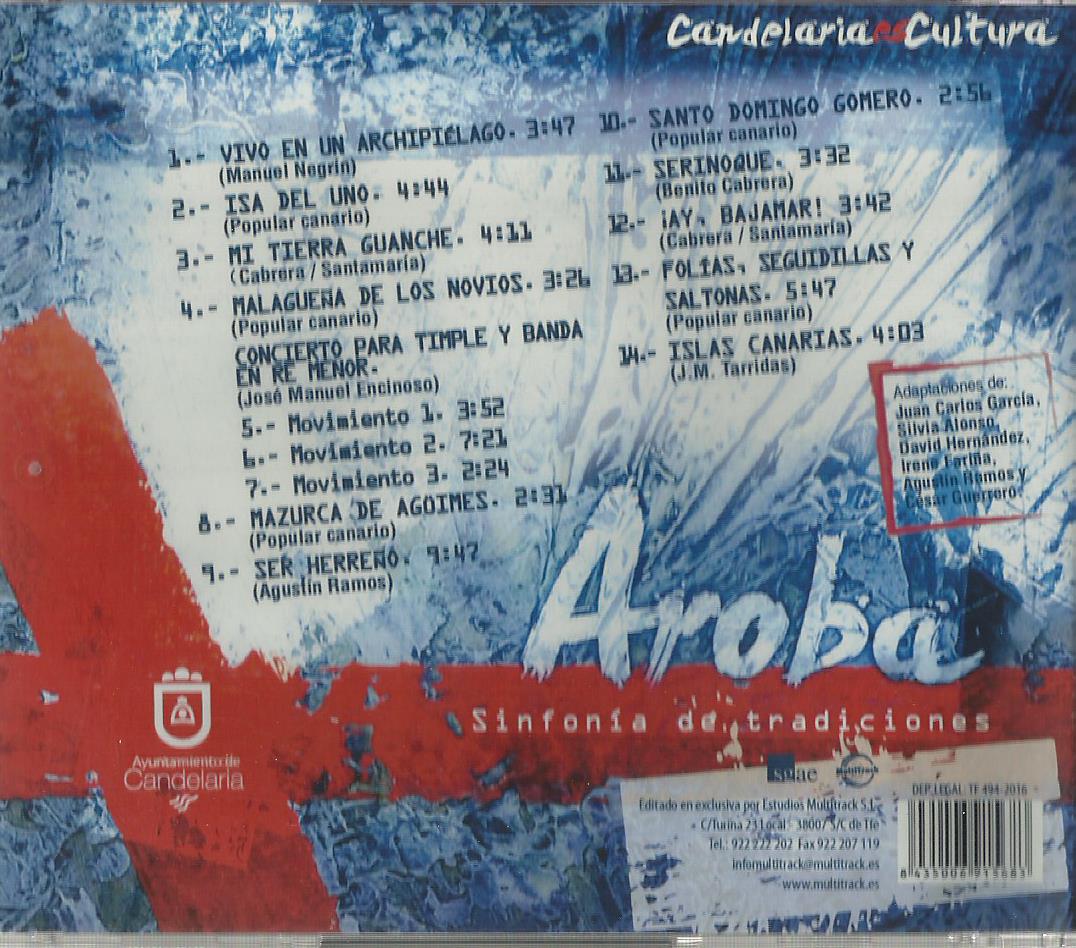 Candelaria es Cultura
1.- VIVO EN UN ARCHIPIÉLAGO. 3:47
(Manuel Negrín)
2.- ISA DEL UNO. 4:44
(Popular canario)
3.- MI TIERRA GUANCHE. 4:11
(Cabrera / Santamaría)
4.- MALAGUEÑA DE LOS NOVIOS. 3:26
(Popular canario)
CONCIERTO PARA TIMPLE Y BANDA
EN RE MENOR.
(José Manuel Encinoso)
5.- Movimiento 1. 3:52
6.- Movimiento 2. 7:21
7.- Movimiento 3. 2:24
8.- MAZURCA DE AGOIMES. 2:31
(Popular canario)
9.- SER HERREÑO. 9:47
(Agustín Ramos)
10.- SANTO DOMINGO GOMERO. 2:56
(Popular canario)
11.- SERINOQUE. 3:32
(Benito Cabrera)
12.- ¡AY, BAJAMAR! 3:42
(Cabrera / Santamaría)
13.- FOLÍAS, SEGUIDILLAS Y
SALTONAS. 5:47
(Popular canario)
14.- ISLAS CANARIAS. 4:03
(J.M. Tarridas)
Adaptaciones de:
Juan Carlos García,
Silvia Alonso,
David Hernández,
Irene Fariña,
Agustín Ramos y
César Guerrero.
Aroba
Sinfonía de tradiciones
Ayuntamiento de
Candelaria
sgae
MultiTrack
DEP.LEGAL TF 494-2016
Editado en exclusiva por Estudios Multitrack S.L.
C/Turina 23 Local 38007 S/C de Tfe
Tel.: 922 222 202 Fax 922 207 119
infomultitrack@multitrack.es
www.multitrack.es
8 435006 915683